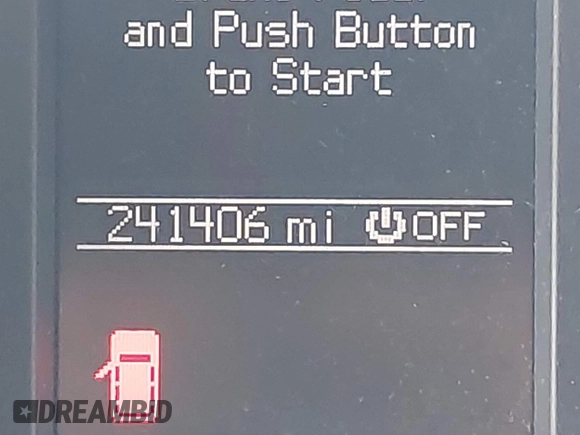 and Push Button
to Start
241406 mi OFF
DREAMBID